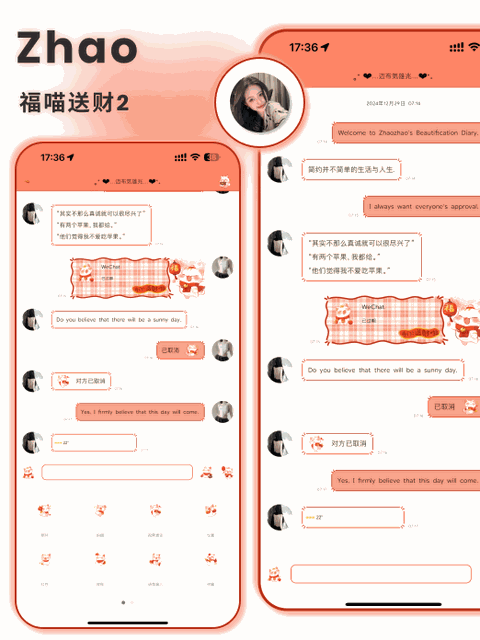 Zhao
福喵送财2
17:36
"其实不那么真诚就可以很尽兴了"
"有两个苹果, 我都给。"
"他们觉得我不爱吃苹果。"
WeChat
已过期
Do you believe that there will be a sunny day.
已取消
对方已取消
Yes, I firmly believe that this day will come.
22"
17:36
2024年12月29日 07:14
Welcome to Zhaozhao's Beautification Diary.
简约并不简单的生活与人生.
I always want everyone's approval.
"其实不那么真诚就可以很尽兴了"
"有两个苹果, 我都给。"
"他们觉得我不爱吃苹果。"
WeChat
已过期
Do you believe that there will be a sunny day.
已取消
对方已取消
Yes, I firmly believe that this day will come.
22"